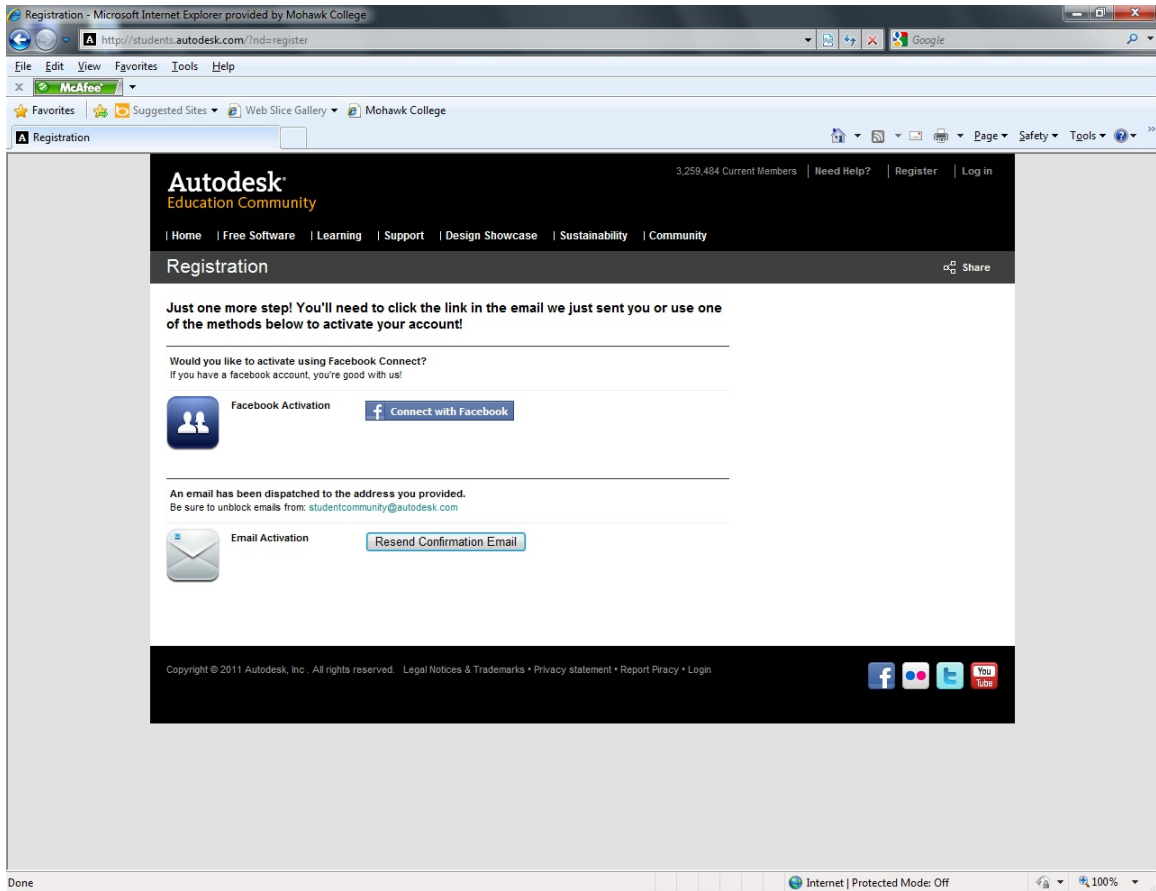 Registration - Microsoft Internet Explorer provided by Mohawk College
http://students.autodesk.com/?nd=register
Google
File Edit View Favorites Tools Help
X McAfee
Favorites Suggested Sites Web Slice Gallery Mohawk College
Registration
Page Safety Tools
Autodesk
Education Community
3,259,484 Current Members | Need Help? | Register | Log in
| Home | Free Software | Learning | Support | Design Showcase | Sustainability | Community
Registration
Share
Just one more step! You'll need to click the link in the email we just sent you or use one
of the methods below to activate your account!
Would you like to activate using Facebook Connect?
If you have a facebook account, you're good with us!
Facebook Activation
f Connect with Facebook
An email has been dispatched to the address you provided.
Be sure to unblock emails from: studentcommunity@autodesk.com
Email Activation
Resend Confirmation Email
Copyright © 2011 Autodesk, Inc . All rights reserved. Legal Notices & Trademarks • Privacy statement • Report Piracy • Login
f
t
You
Tube
Done
Internet | Protected Mode: Off
100%